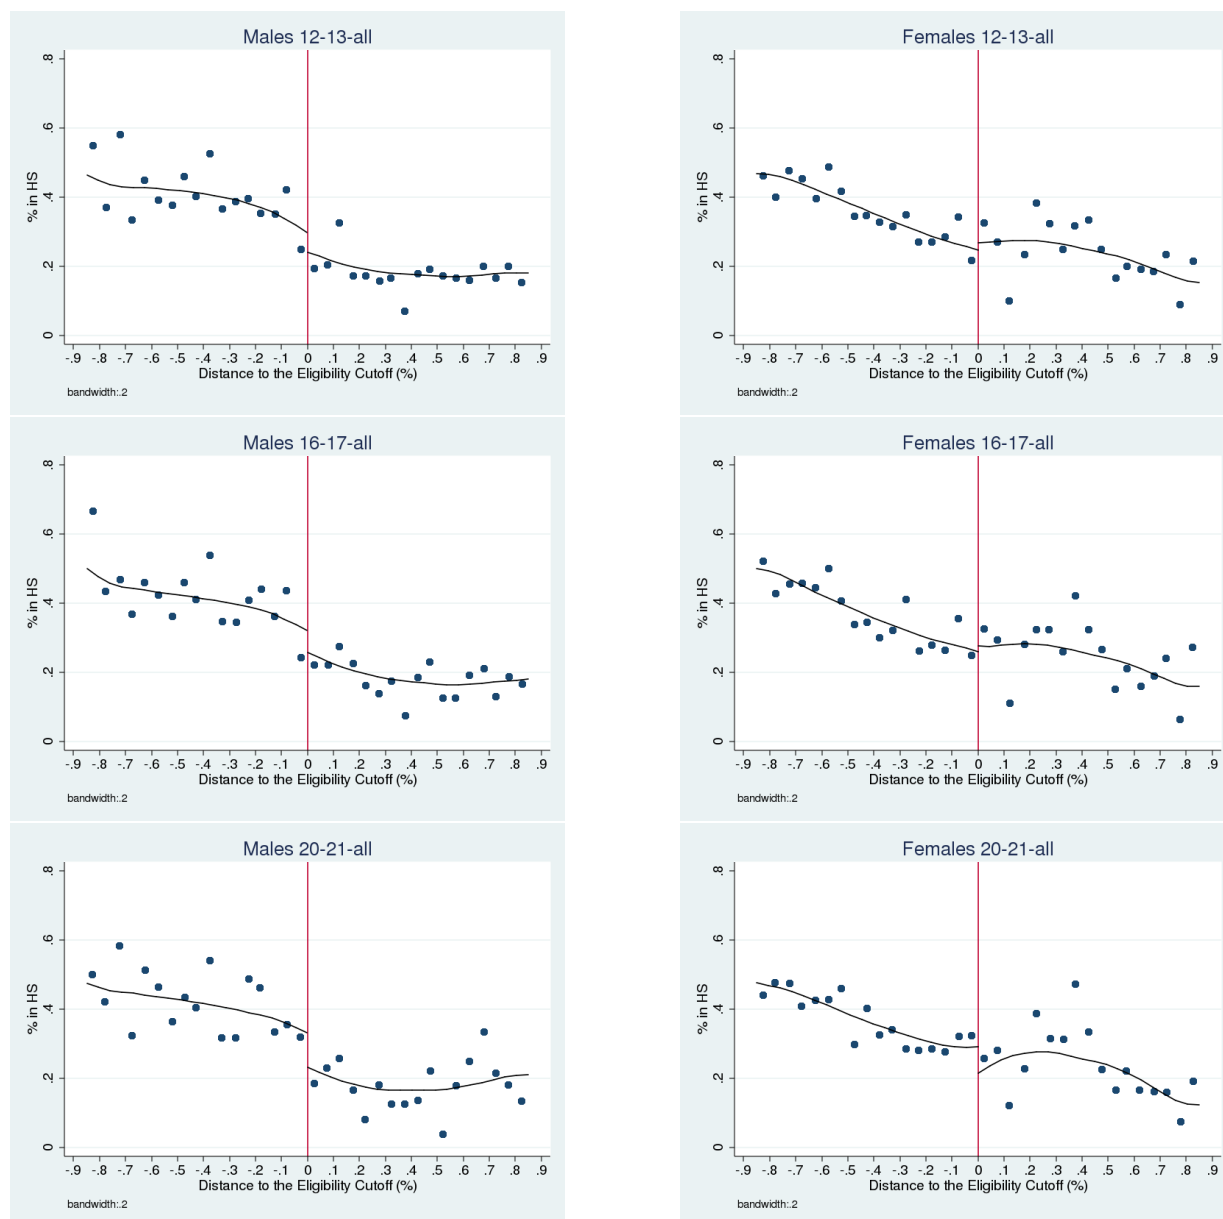 Males 12-13-all
.8
.6
.4
.2
0
% in HS
-.9 -.8 -.7 -.6 -.5 -.4 -.3 -.2 -.1 0 .1 .2 .3 .4 .5 .6 .7 .8 .9
Distance to the Eligibility Cutoff (%)
bandwidth:.2
Females 12-13-all
.8
.6
.4
.2
0
% in HS
-.9 -.8 -.7 -.6 -.5 -.4 -.3 -.2 -.1 0 .1 .2 .3 .4 .5 .6 .7 .8 .9
Distance to the Eligibility Cutoff (%)
bandwidth:.2
Males 16-17-all
.8
.6
.4
.2
0
% in HS
-.9 -.8 -.7 -.6 -.5 -.4 -.3 -.2 -.1 0 .1 .2 .3 .4 .5 .6 .7 .8 .9
Distance to the Eligibility Cutoff (%)
bandwidth:.2
Females 16-17-all
.8
.6
.4
.2
0
% in HS
-.9 -.8 -.7 -.6 -.5 -.4 -.3 -.2 -.1 0 .1 .2 .3 .4 .5 .6 .7 .8 .9
Distance to the Eligibility Cutoff (%)
bandwidth:.2
Males 20-21-all
.8
.6
.4
.2
0
% in HS
-.9 -.8 -.7 -.6 -.5 -.4 -.3 -.2 -.1 0 .1 .2 .3 .4 .5 .6 .7 .8 .9
Distance to the Eligibility Cutoff (%)
bandwidth:.2
Females 20-21-all
.8
.6
.4
.2
0
% in HS
-.9 -.8 -.7 -.6 -.5 -.4 -.3 -.2 -.1 0 .1 .2 .3 .4 .5 .6 .7 .8 .9
Distance to the Eligibility Cutoff (%)
bandwidth:.2